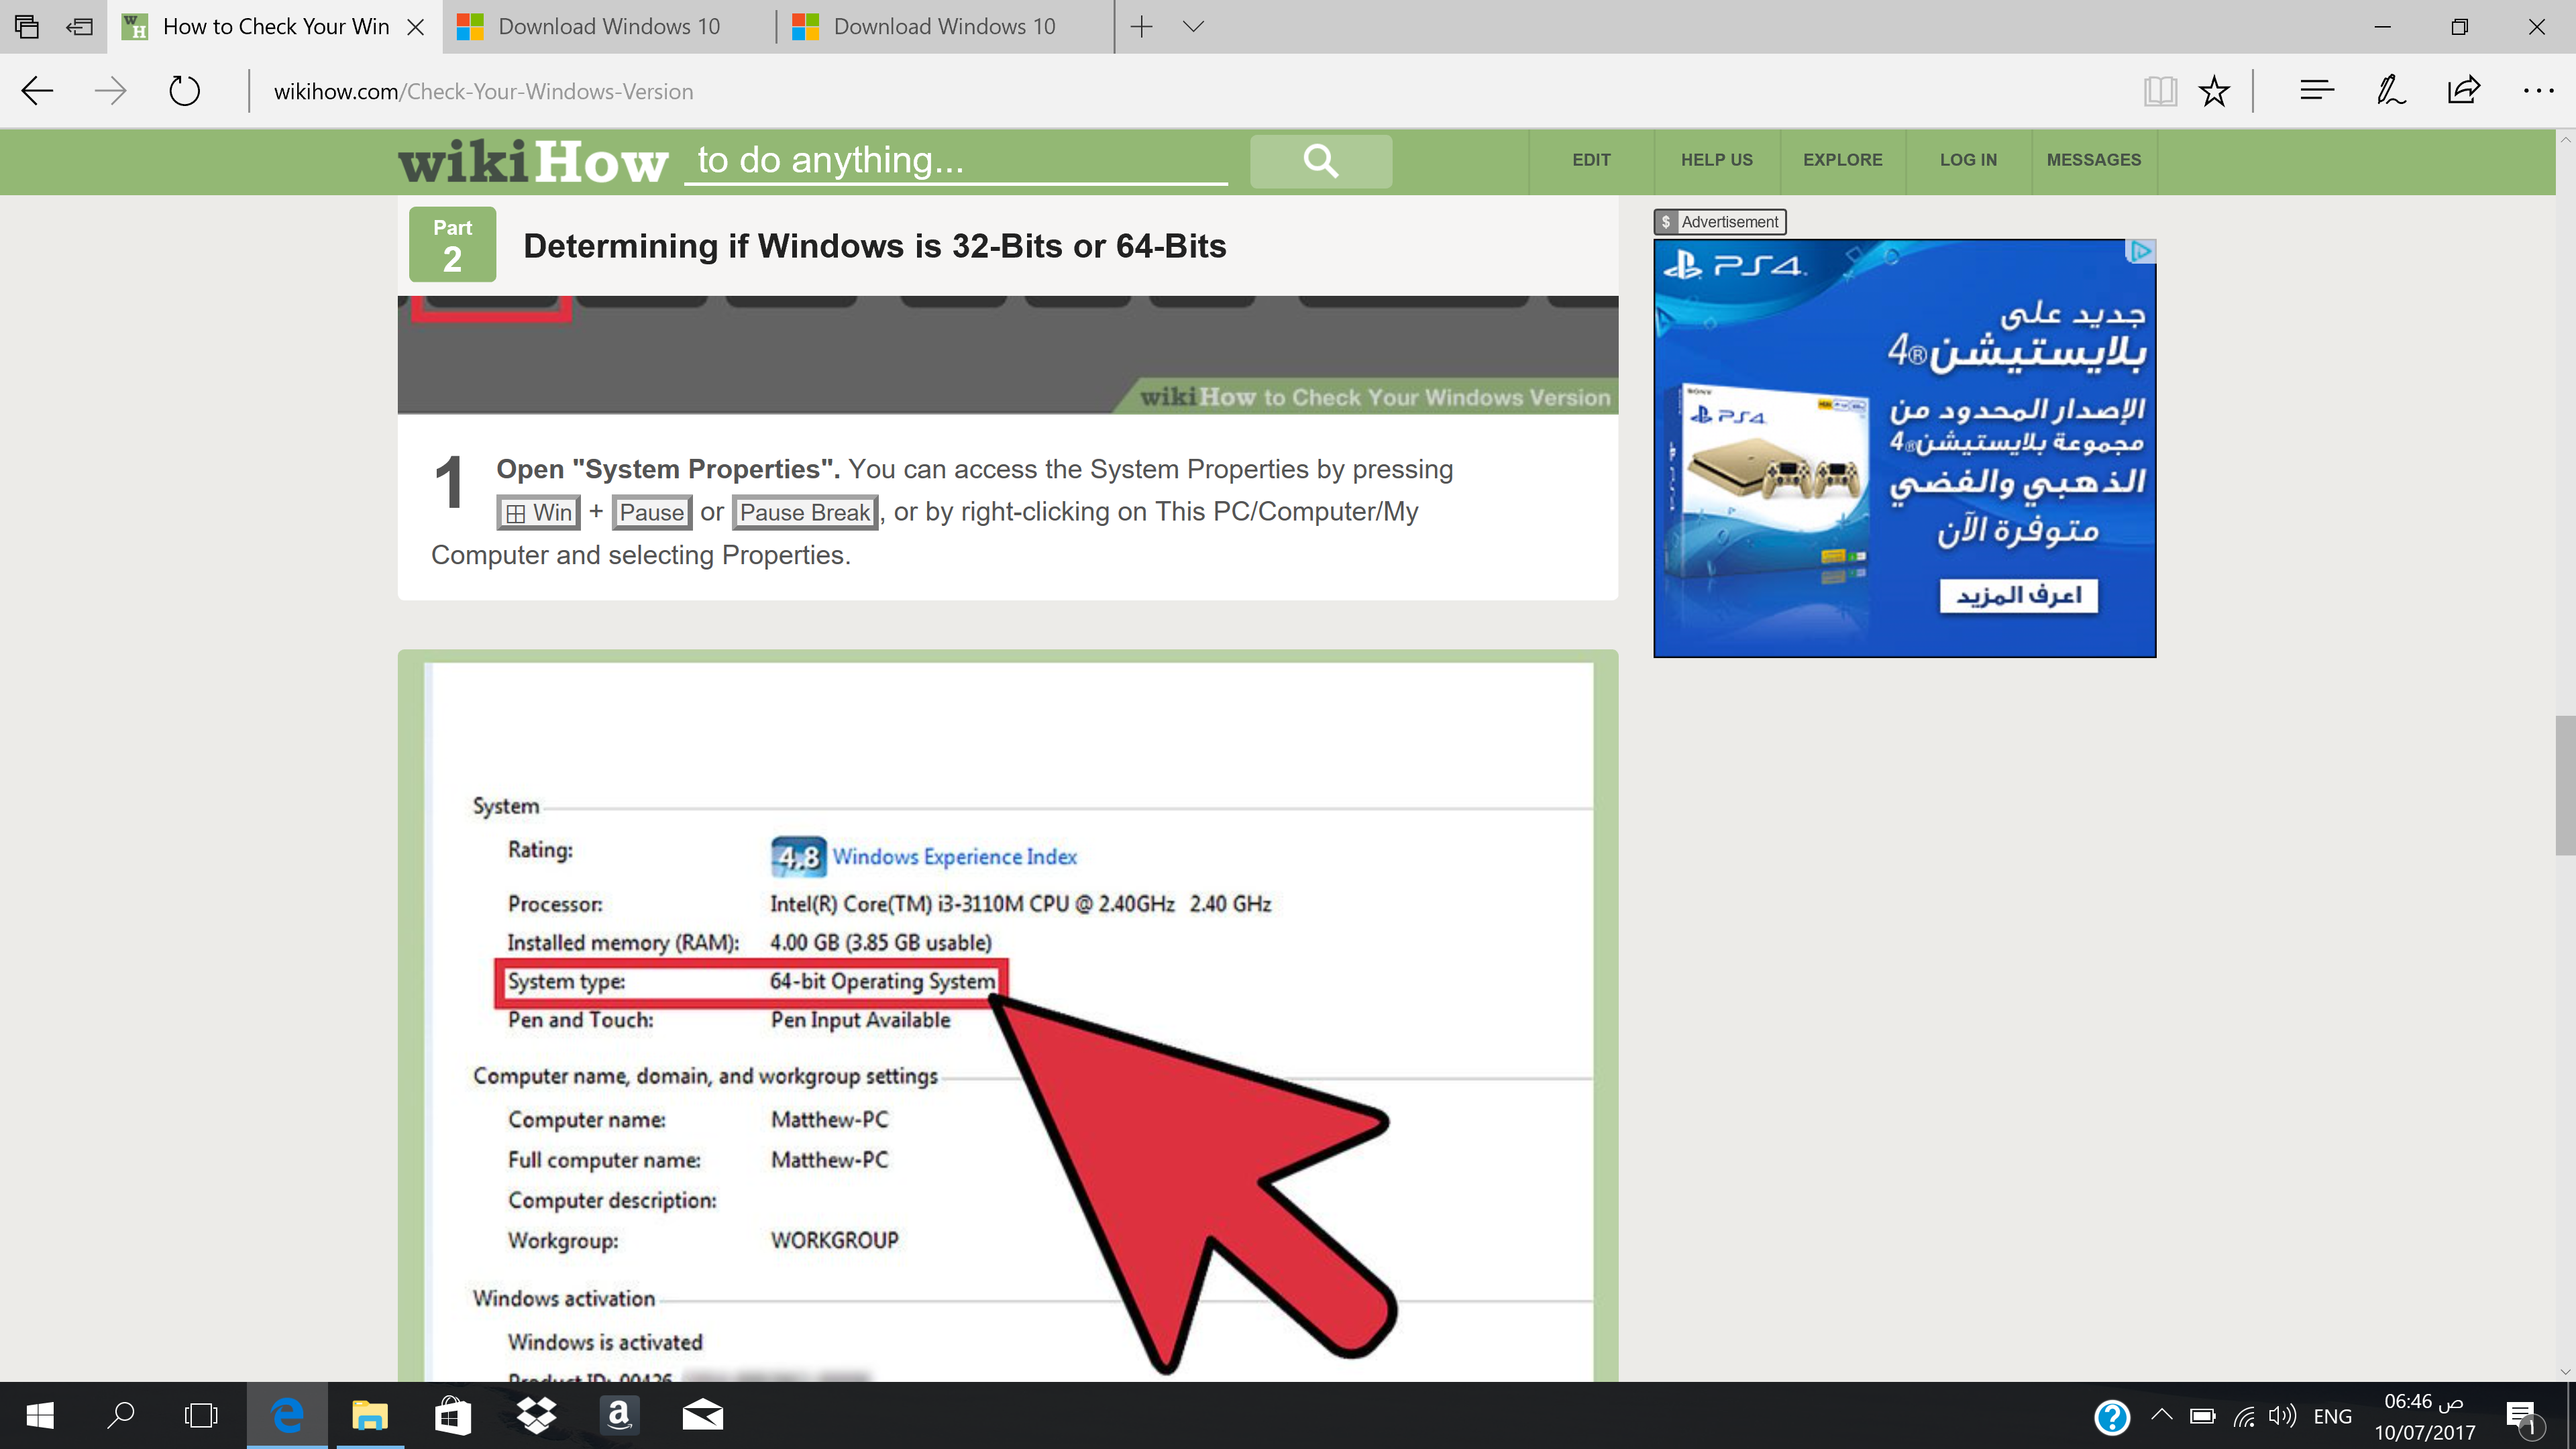 How to Check Your Win
Download Windows 10
Download Windows 10
wikihow.com/Check-Your-Windows-Version
wikiHow to do anything...
EDIT
HELP US
EXPLORE
LOG IN
MESSAGES
Part
2
Determining if Windows is 32-Bits or 64-Bits
wikiHow to Check Your Windows Version
1
Open "System Properties". You can access the System Properties by pressing
Win + Pause or Pause Break, or by right-clicking on This PC/Computer/My
Computer and selecting Properties.
$ Advertisement
PS4
جديد على
بلايستيشن®4
SONY
PS4
الإصدار المحدود من
مجموعة بلايستيشن®4
الذهبي والفضي
متوفرة الآن
اعرف المزيد
System
Rating: 4,8 Windows Experience Index
Processor: Intel(R) Core(TM) i3-3110M CPU @ 2.40GHz 2.40 GHz
Installed memory (RAM): 4.00 GB (3.85 GB usable)
System type: 64-bit Operating System
Pen and Touch: Pen Input Available
Computer name, domain, and workgroup settings
Computer name: Matthew-PC
Full computer name: Matthew-PC
Computer description:
Workgroup: WORKGROUP
Windows activation
Windows is activated
Product ID: 00426
ENG
06:46 ص
10/07/2017